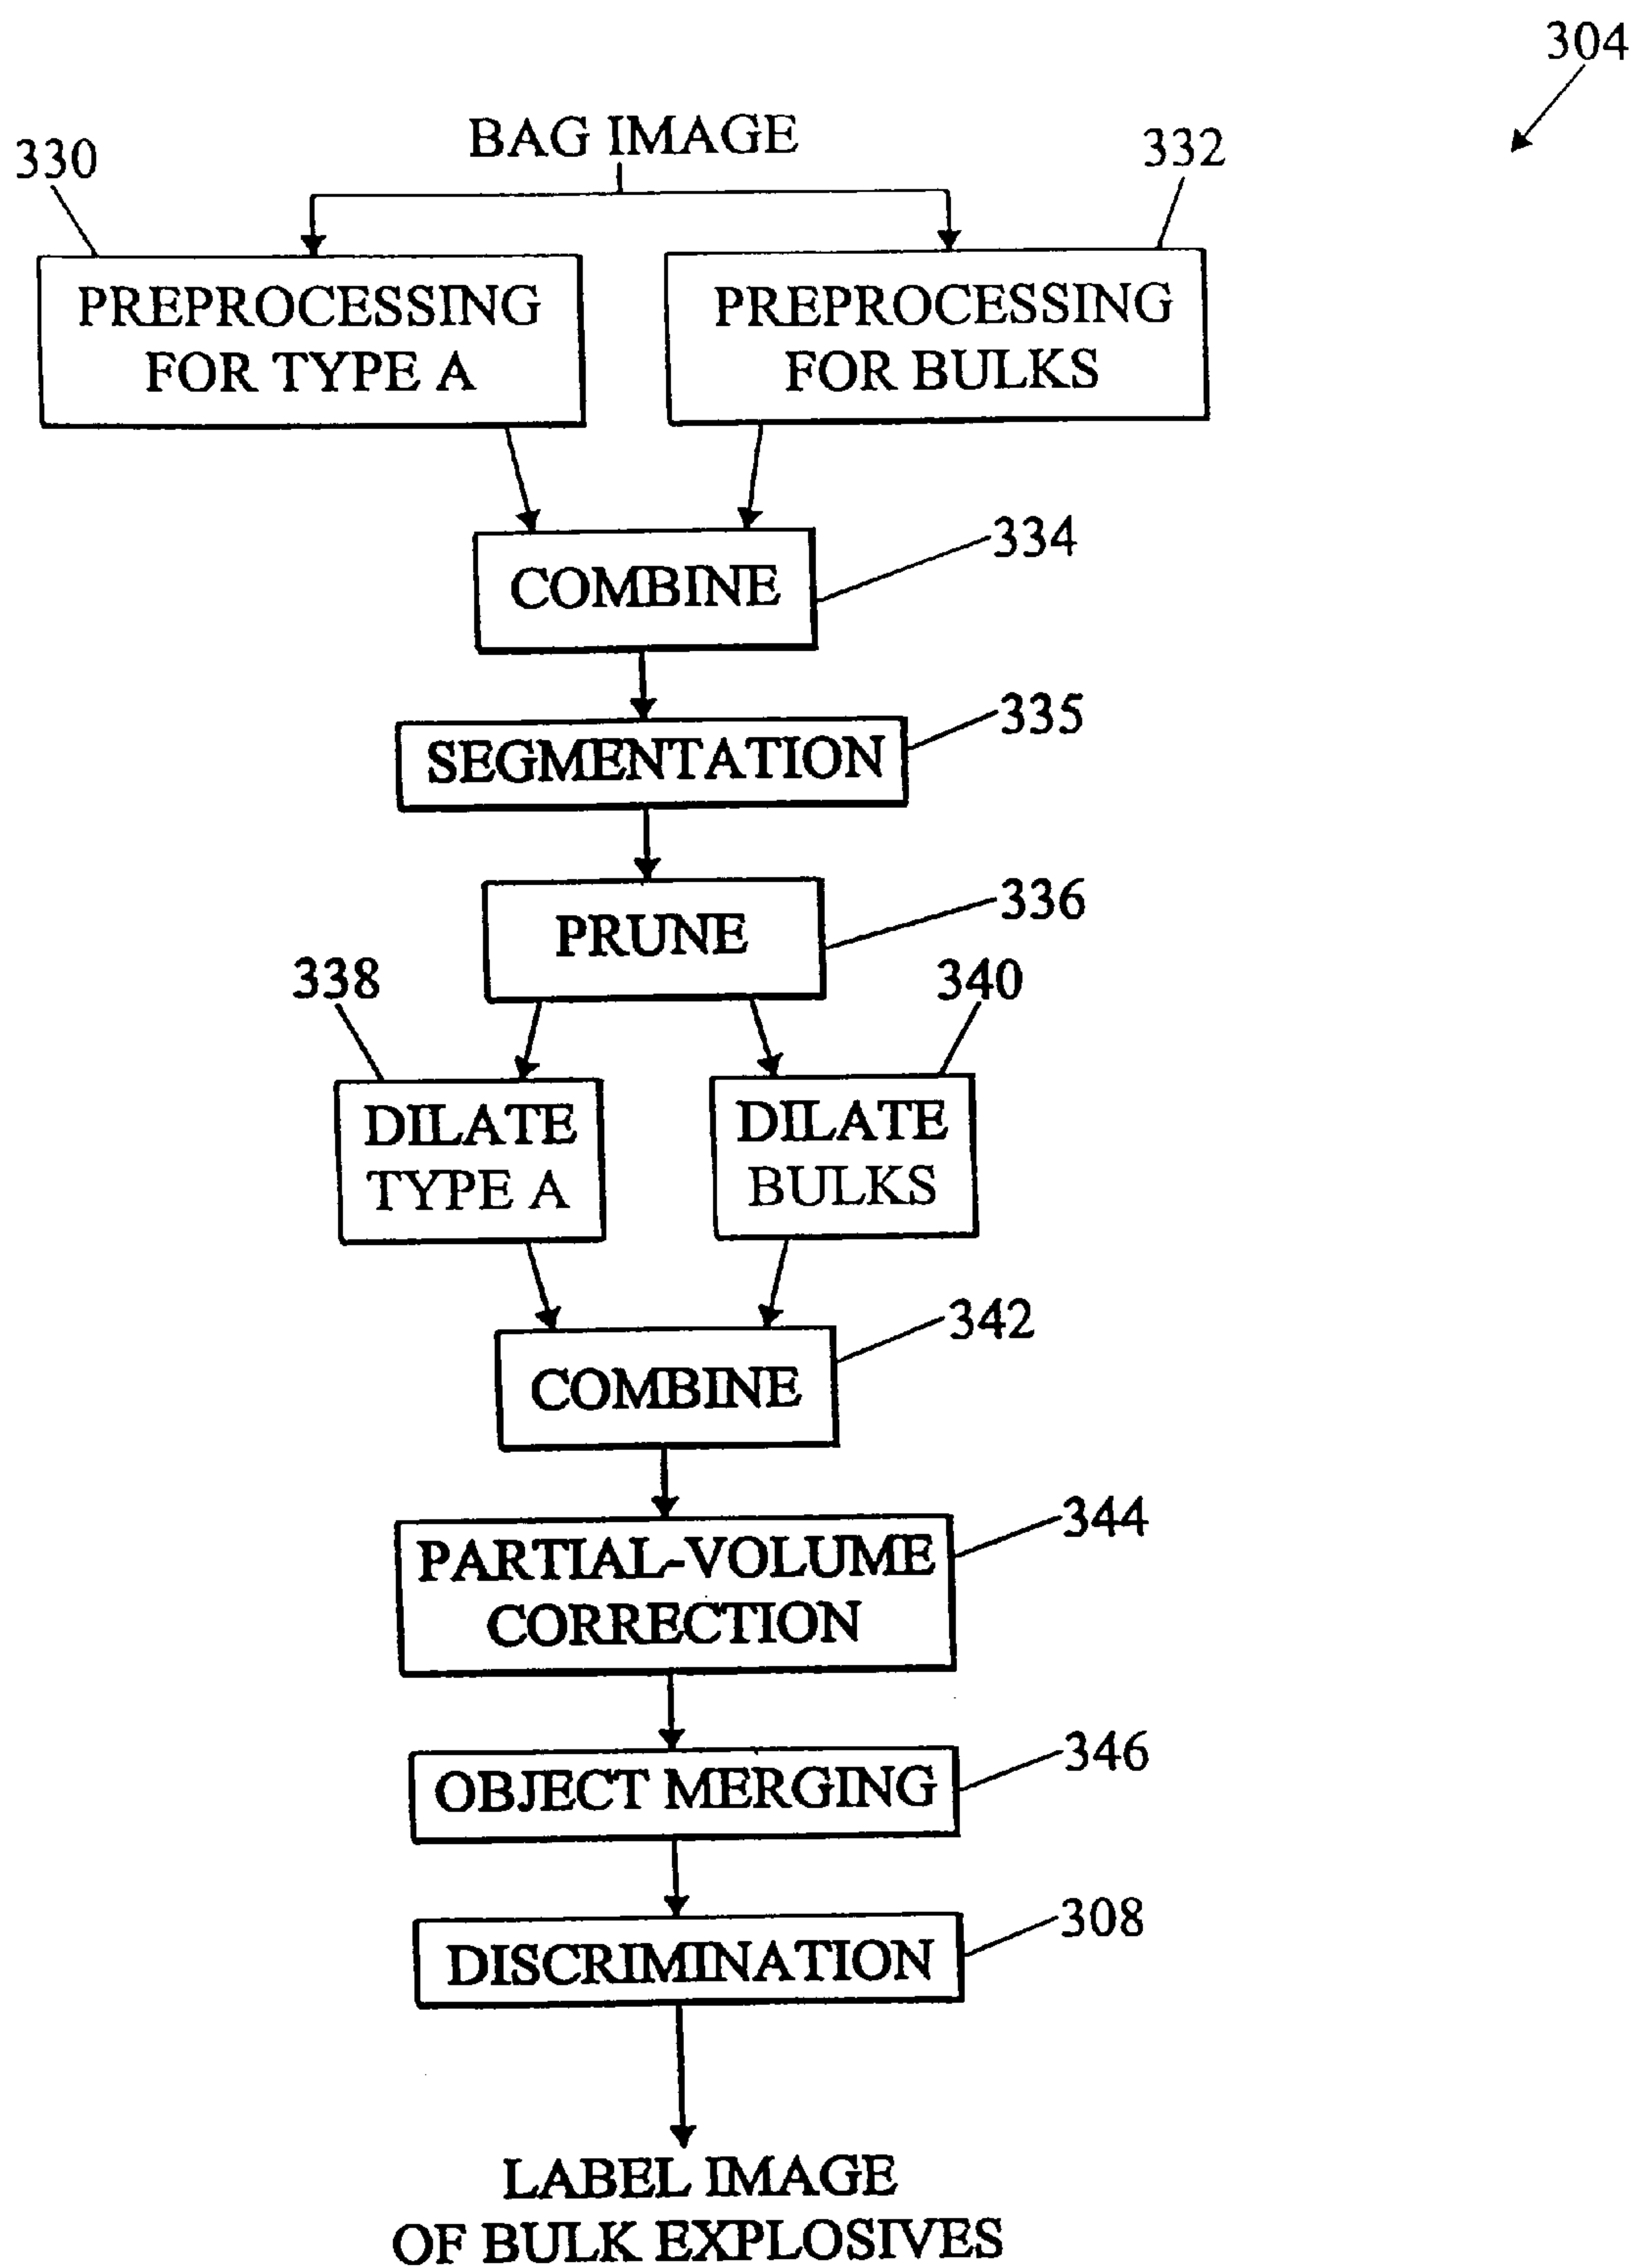 304
BAG IMAGE
330
332
PREPROCESSING
FOR TYPE A
PREPROCESSING
FOR BULKS
334
COMBINE
335
SEGMENTATION
336
PRUNE
338
340
DILATE
TYPE A
DILATE
BULKS
342
COMBINE
344
PARTIAL-VOLUME
CORRECTION
346
OBJECT MERGING
308
DISCRIMINATION
LABEL IMAGE
OF BULK EXPLOSIVES